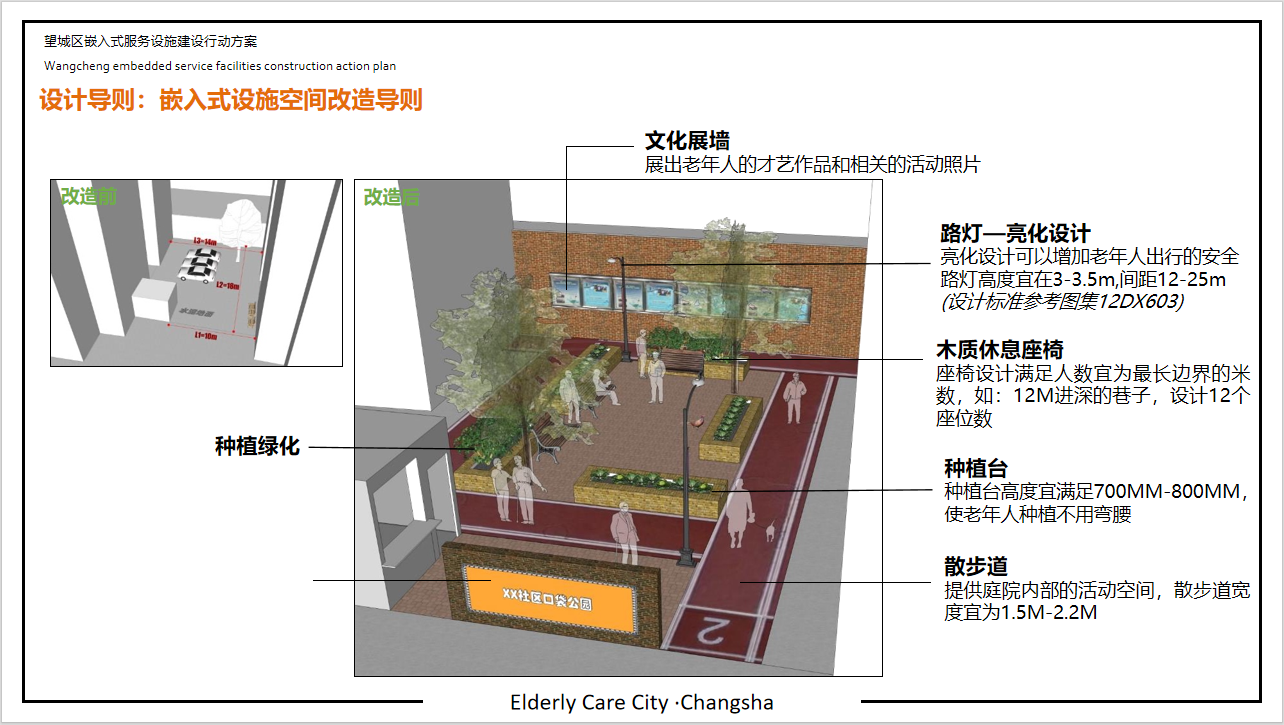 望城区嵌入式服务设施建设行动方案
Wangcheng embedded service facilities construction action plan
设计导则：嵌入式设施空间改造导则
文化展墙
展出老年人的才艺作品和相关的活动照片
改造前
L3=14m
L2=16m
水泥地面
L1=18m
改造后
路灯—亮化设计
亮化设计可以增加老年人出行的安全
路灯高度宜在3-3.5m,间距12-25m
(设计标准参考图集12DX603)
木质休息座椅
座椅设计满足人数宜为最长边界的米
数，如：12M进深的巷子，设计12个
座位数
种植绿化
种植台
种植台高度宜满足700MM-800MM，
使老年人种植不用弯腰
散步道
提供庭院内部的活动空间，散步道宽
度宜为1.5M-2.2M
XX社区口袋公园
2
Elderly Care City ·Changsha